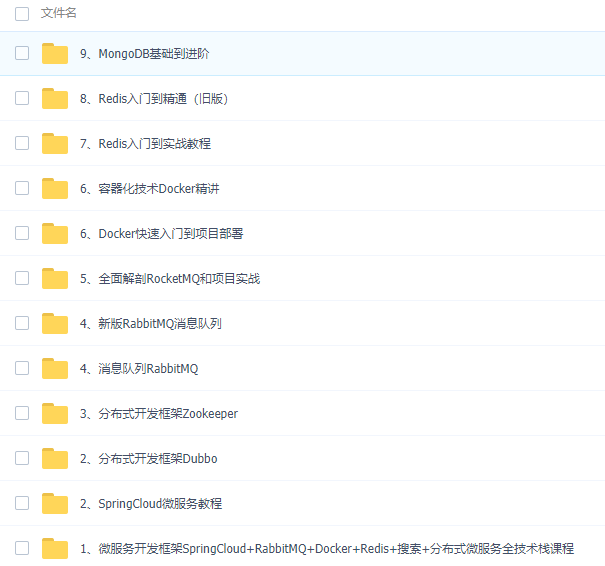 文件名
9、MongoDB基础到进阶
8、Redis入门到精通（旧版）
7、Redis入门到实战教程
6、容器化技术Docker精讲
6、Docker快速入门到项目部署
5、全面解剖RocketMQ和项目实战
4、新版RabbitMQ消息队列
4、消息队列RabbitMQ
3、分布式开发框架Zookeeper
2、分布式开发框架Dubbo
2、SpringCloud微服务教程
1、微服务开发框架SpringCloud+RabbitMQ+Docker+Redis+搜索+分布式微服务全技术栈课程